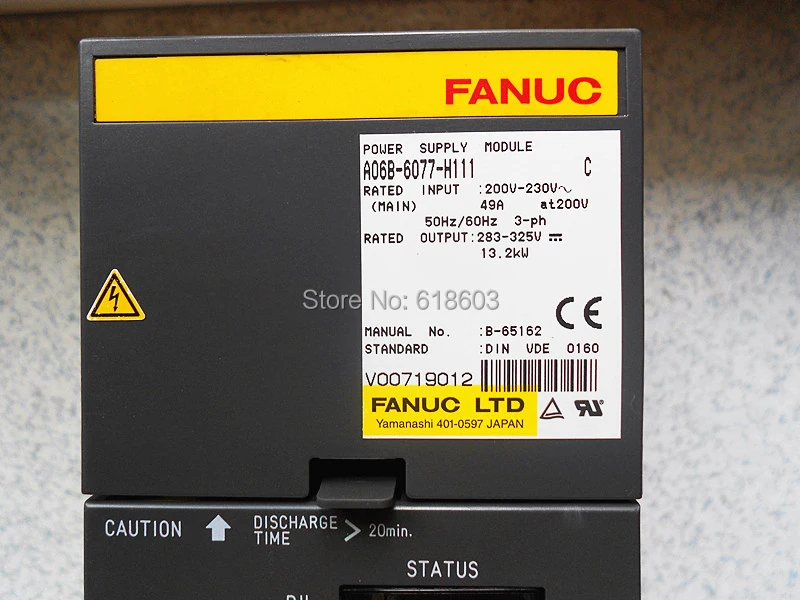 FANUC
POWER SUPPLY MODULE
A06B-6077-H111 C
RATED INPUT :200V-230V∿
(MAIN) 49A at200V
50Hz/60Hz 3-ph
RATED OUTPUT:283-325V ⎓
13.2kW
Store No: 618603
CE
MANUAL No. :B-65162
STANDARD :DIN VDE 0160
V00719012
FANUC LTD
Yamanashi 401-0597 JAPAN
CAUTION ↑ DISCHARGE TIME > 20min.
STATUS